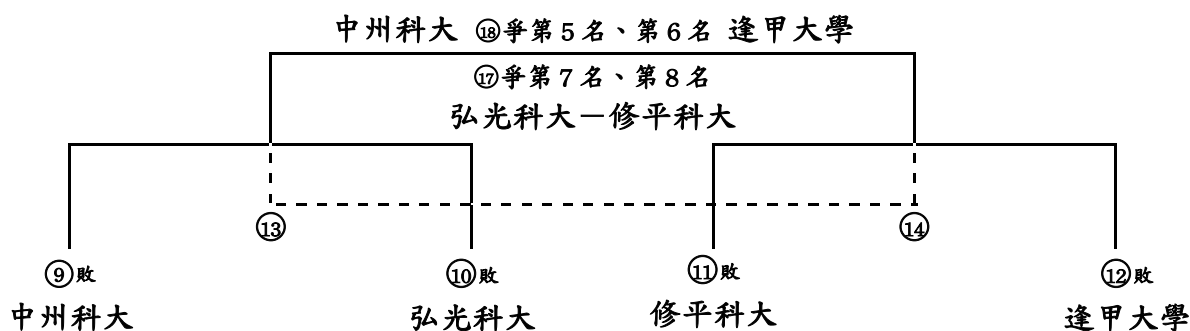 中州科大 ⑱爭第5名、第6名 逢甲大學
⑰爭第7名、第8名
弘光科大－修平科大
⑬ ⑭
⑨敗 ⑩敗 ⑪敗 ⑫敗
中州科大 弘光科大 修平科大 逢甲大學